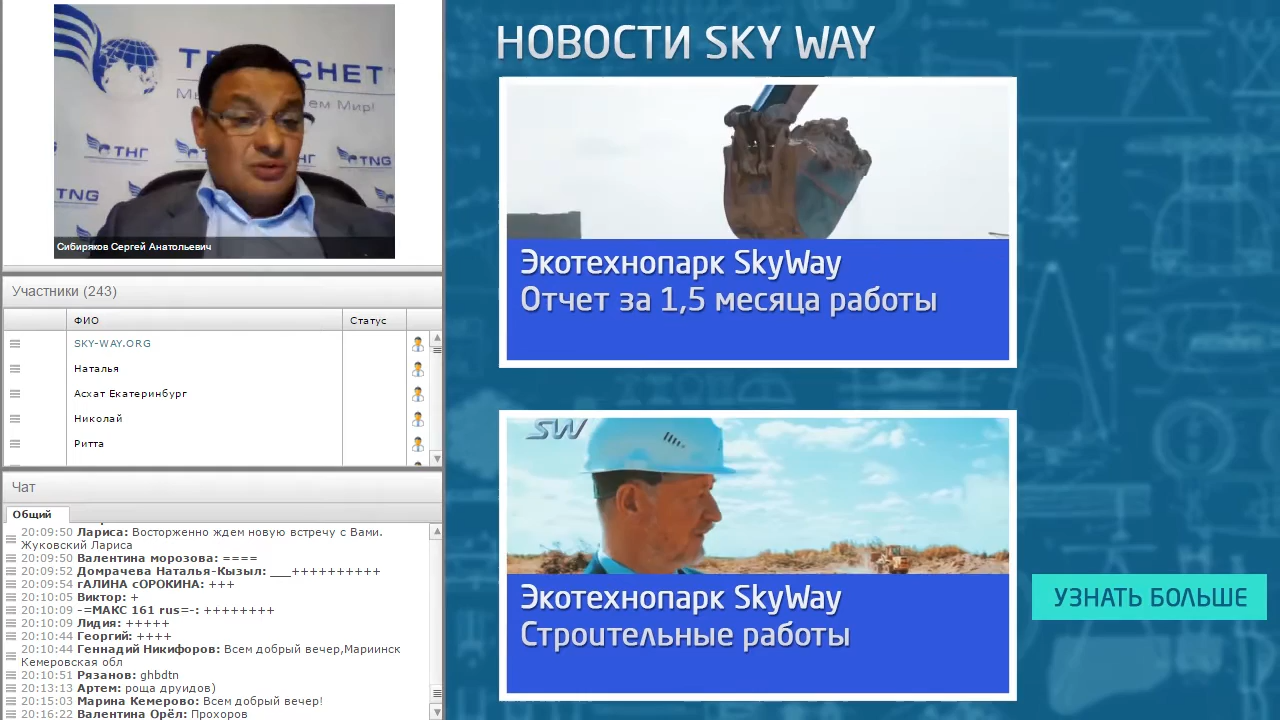 ТНГ
TNG
TNG
Сибиряков Сергей Анатольевич
Участники (243)
ФИО
Статус
SKY-WAY.ORG
Наталья
Асхат Екатеринбург
Николай
Ритта
Чат
Общий
20:09:50 Лариса: Восторженно ждем новую встречу с Вами.
Жуковский Лариса
20:09:50 Валентина морозова: ====
20:09:52 Домрачева Наталья-Кызыл: ___++++++++++
20:09:54 гАЛИНА сОРОКИНА: +++
20:10:05 Виктор: +
20:10:09 -=МАКС 161 rus=-: ++++++++
20:10:09 Лидия: +++++
20:10:44 Георгий: ++++
20:10:44 Геннадий Никифоров: Всем добрый вечер,Мариинск
Кемеровская обл
20:10:51 Рязанов: ghbdtn
20:13:13 Артем: роща друидов)
20:15:03 Марина Кемерово: Всем добрый вечер!
20:16:22 Валентина Орёл: Прохоров
НОВОСТИ SKY WAY
Экотехнопарк SkyWay
Отчет за 1,5 месяца работы
SW
Экотехнопарк SkyWay
Строительные работы
УЗНАТЬ БОЛЬШЕ